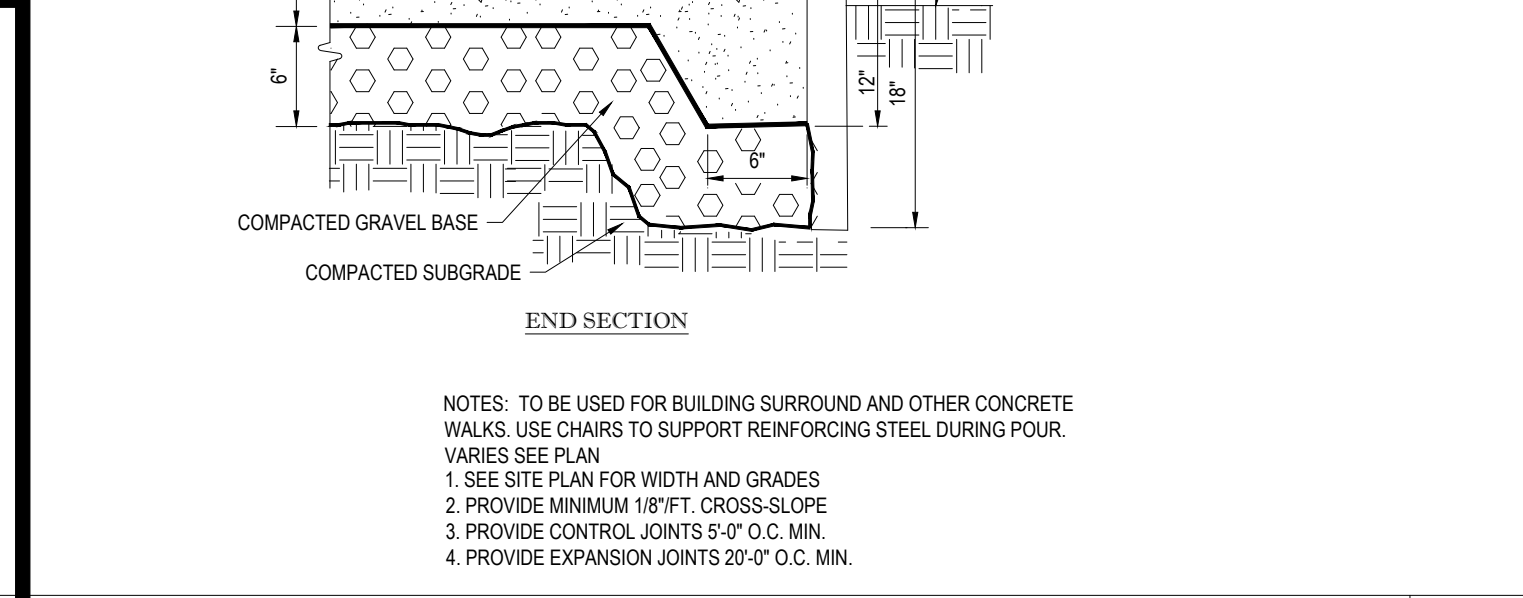 6"
12"
18"
6"
COMPACTED GRAVEL BASE
COMPACTED SUBGRADE
END SECTION
NOTES: TO BE USED FOR BUILDING SURROUND AND OTHER CONCRETE
WALKS. USE CHAIRS TO SUPPORT REINFORCING STEEL DURING POUR.
VARIES SEE PLAN
1. SEE SITE PLAN FOR WIDTH AND GRADES
2. PROVIDE MINIMUM 1/8"/FT. CROSS-SLOPE
3. PROVIDE CONTROL JOINTS 5'-0" O.C. MIN.
4. PROVIDE EXPANSION JOINTS 20'-0" O.C. MIN.